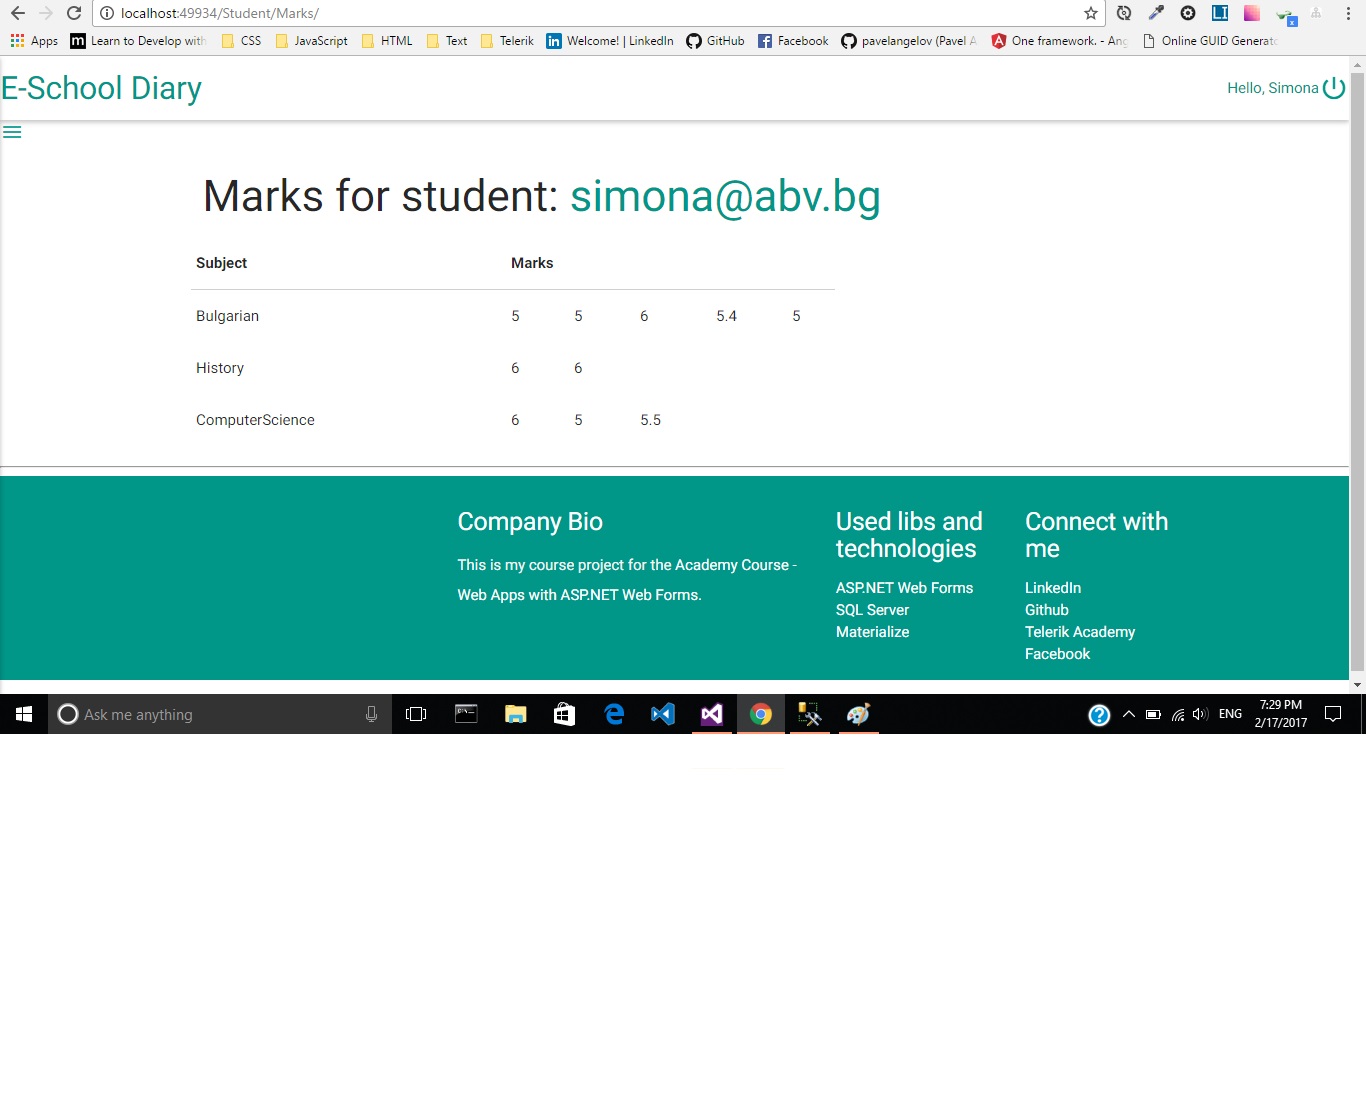 localhost:49934/Student/Marks/
Apps Learn to Develop with CSS JavaScript HTML Text Telerik Welcome! | LinkedIn GitHub Facebook pavelangelov (Pavel A One framework. - Ang Online GUID Generato
E-School Diary
Hello, Simona
Marks for student: simona@abv.bg
Subject Marks
Bulgarian 5 5 6 5.4 5
History 6 6
ComputerScience 6 5 5.5
Company Bio
This is my course project for the Academy Course -
Web Apps with ASP.NET Web Forms.
Used libs and
technologies
ASP.NET Web Forms
SQL Server
Materialize
Connect with
me
LinkedIn
Github
Telerik Academy
Facebook
Ask me anything
ENG
7:29 PM
2/17/2017